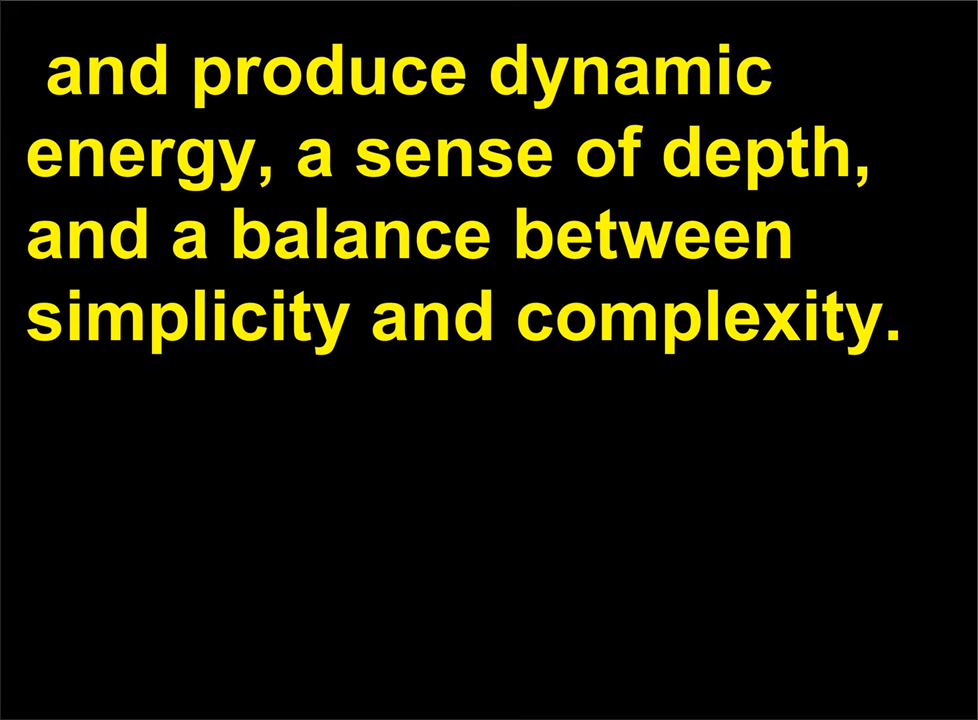 and produce dynamic
energy, a sense of depth,
and a balance between
simplicity and complexity.